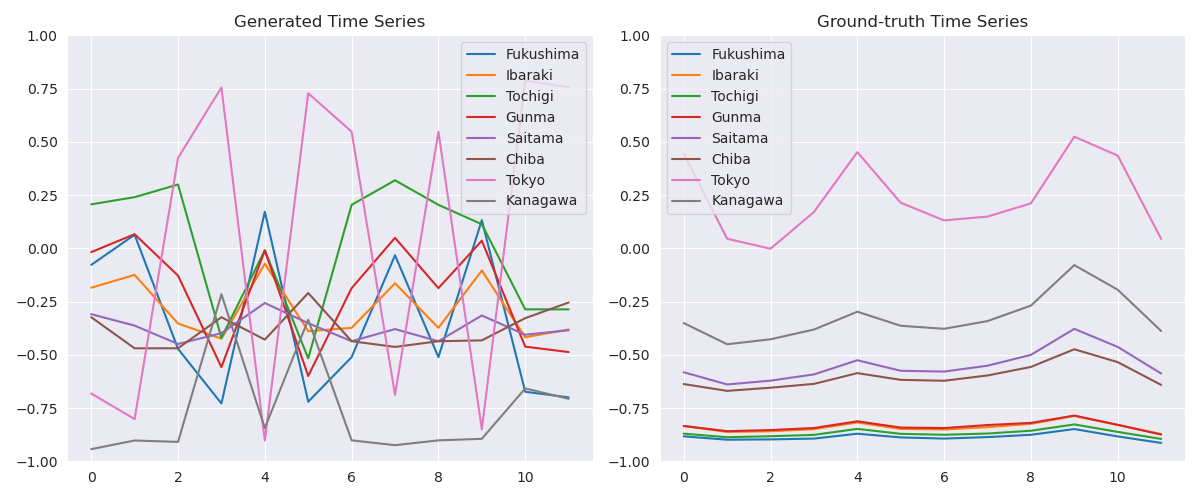 Generated Time Series
1.00
0.75
0.50
0.25
0.00
−0.25
−0.50
−0.75
−1.00
0
2
4
6
8
10
Fukushima
Ibaraki
Tochigi
Gunma
Saitama
Chiba
Tokyo
Kanagawa
Ground-truth Time Series
1.00
0.75
0.50
0.25
0.00
−0.25
−0.50
−0.75
−1.00
0
2
4
6
8
10
Fukushima
Ibaraki
Tochigi
Gunma
Saitama
Chiba
Tokyo
Kanagawa